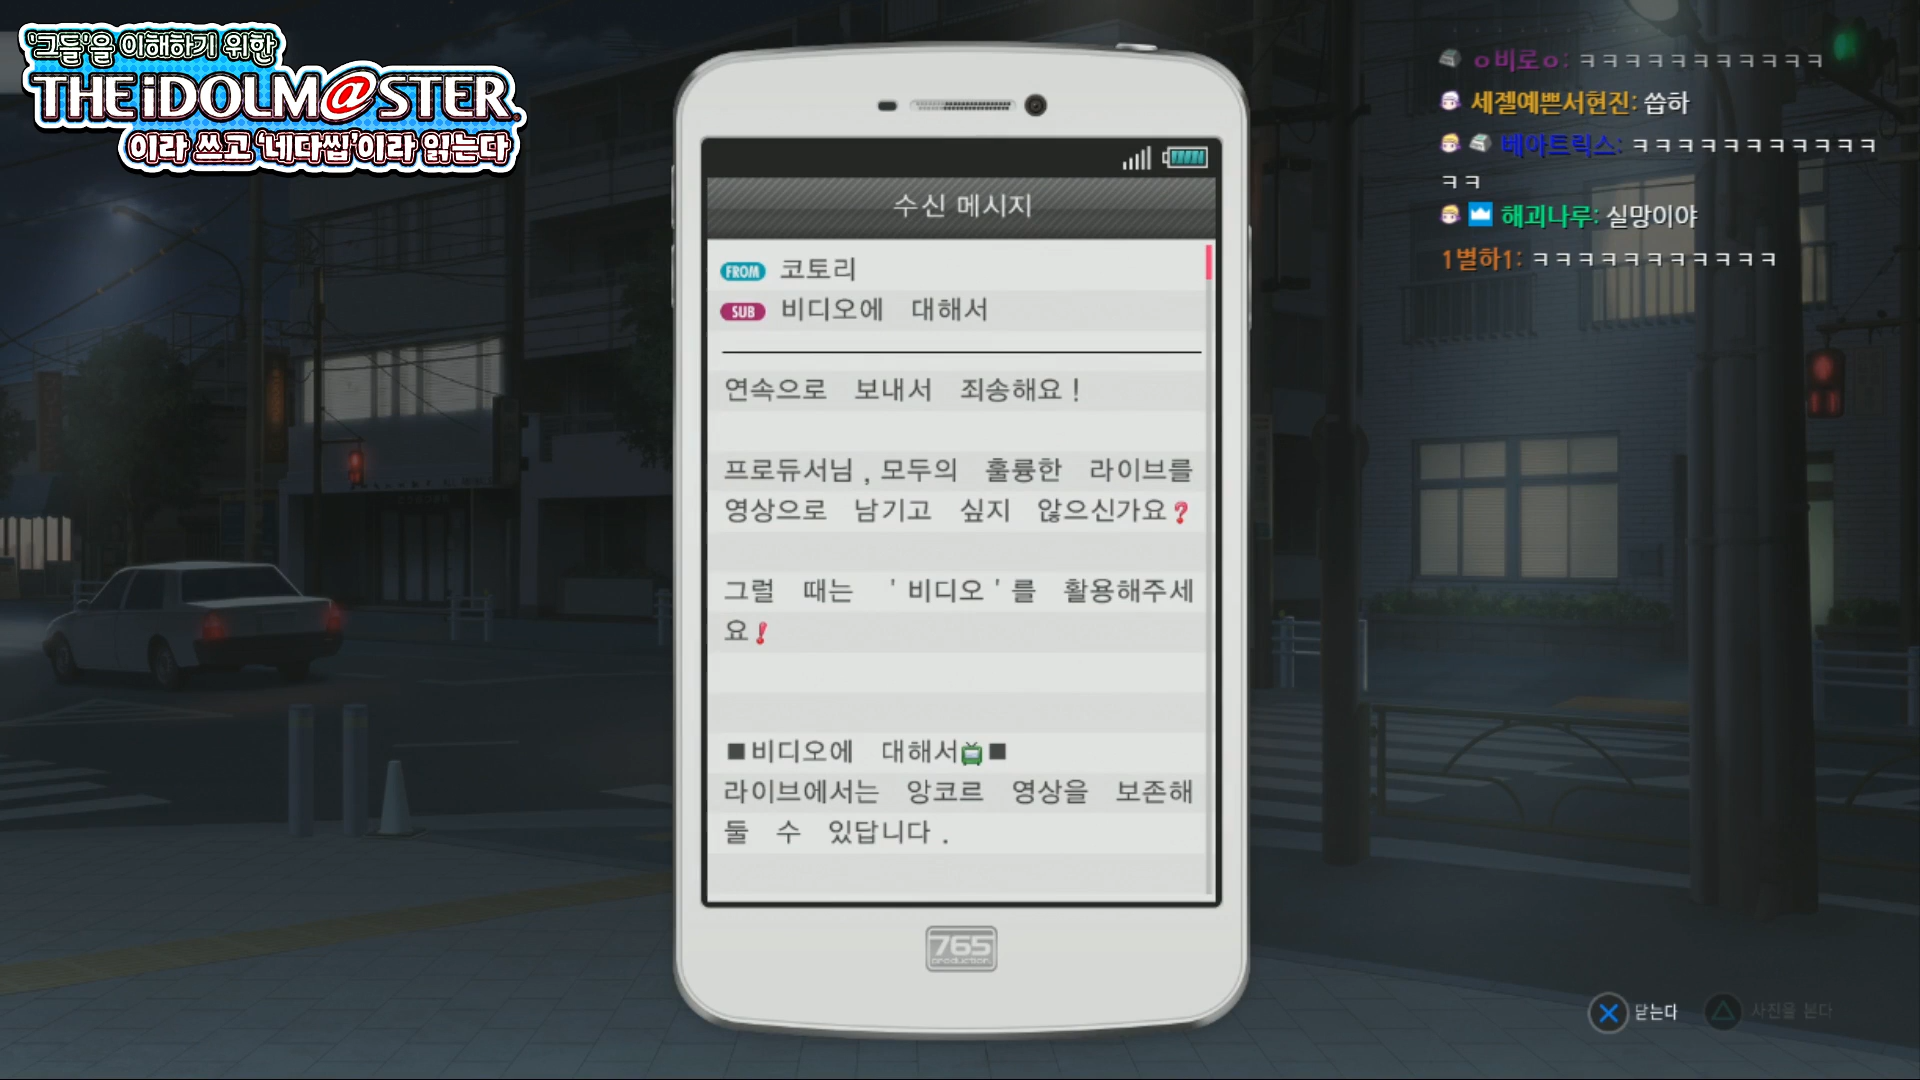 '그들'을 이해하기 위한
THE iDOLM@STER
이라 쓰고 '네다씹'이라 읽는다
ㅇ비로ㅇ: ㅋㅋㅋㅋㅋㅋㅋㅋㅋㅋㅋ
세젤예쁜서현진: 씁하
베아트릭스: ㅋㅋㅋㅋㅋㅋㅋㅋㅋㅋㅋ
ㅋㅋ
해괴나루: 실망이야
1별하1: ㅋㅋㅋㅋㅋㅋㅋㅋㅋㅋㅋ
수신 메시지
FROM 코토리
SUB 비디오에 대해서
연속으로 보내서 죄송해요!
프로듀서님, 모두의 훌륭한 라이브를
영상으로 남기고 싶지 않으신가요?
그럴 때는 '비디오'를 활용해주세
요!
■비디오에 대해서■
라이브에서는 앙코르 영상을 보존해
둘 수 있답니다.
765
production
닫는다
사진을 본다